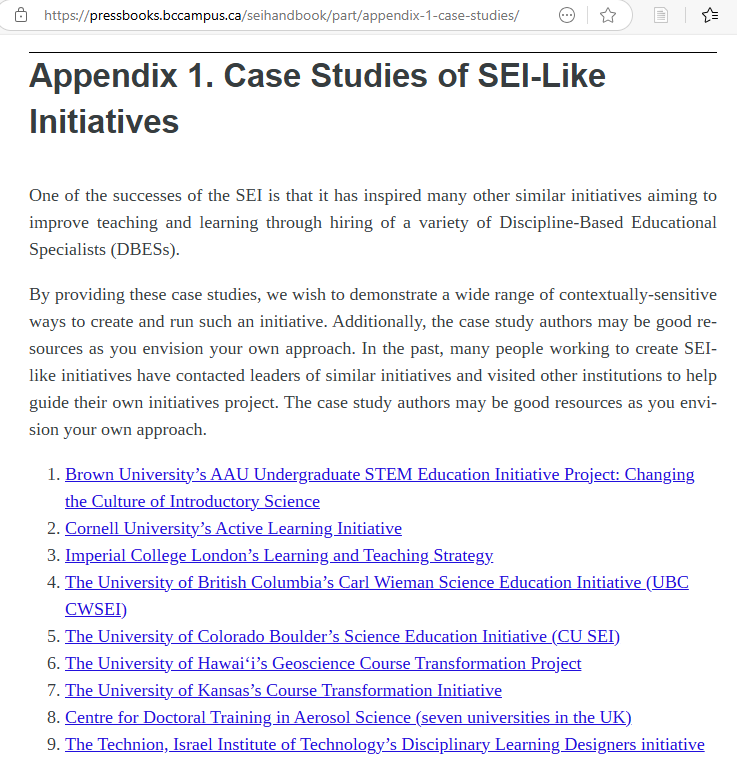 https://pressbooks.bccampus.ca/seihandbook/part/appendix-1-case-studies/
Appendix 1. Case Studies of SEI-Like
Initiatives
One of the successes of the SEI is that it has inspired many other similar initiatives aiming to
improve teaching and learning through hiring of a variety of Discipline-Based Educational
Specialists (DBESs).
By providing these case studies, we wish to demonstrate a wide range of contextually-sensitive
ways to create and run such an initiative. Additionally, the case study authors may be good re-
sources as you envision your own approach. In the past, many people working to create SEI-
like initiatives have contacted leaders of similar initiatives and visited other institutions to help
guide their own initiatives project. The case study authors may be good resources as you envi-
sion your own approach.
1. Brown University’s AAU Undergraduate STEM Education Initiative Project: Changing
the Culture of Introductory Science
2. Cornell University’s Active Learning Initiative
3. Imperial College London’s Learning and Teaching Strategy
4. The University of British Columbia’s Carl Wieman Science Education Initiative (UBC
CWSEI)
5. The University of Colorado Boulder’s Science Education Initiative (CU SEI)
6. The University of Hawai‘i’s Geoscience Course Transformation Project
7. The University of Kansas’s Course Transformation Initiative
8. Centre for Doctoral Training in Aerosol Science (seven universities in the UK)
9. The Technion, Israel Institute of Technology’s Disciplinary Learning Designers initiative